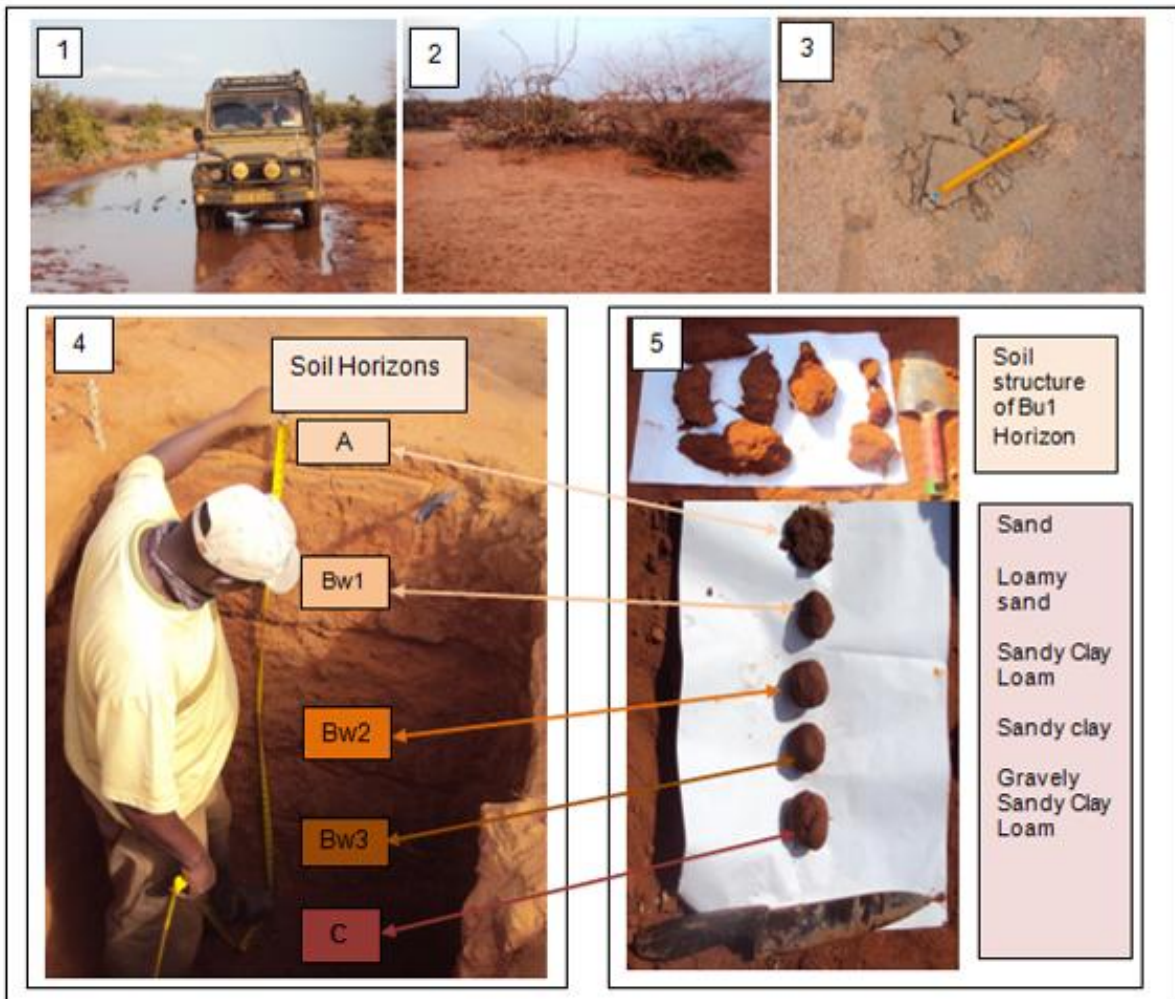 1
2
3
4
Soil Horizons
A
Bw1
Bw2
Bw3
C
5
Soil
structure
of Bu1
Horizon
Sand
Loamy
sand
Sandy Clay
Loam
Sandy clay
Gravely
Sandy Clay
Loam